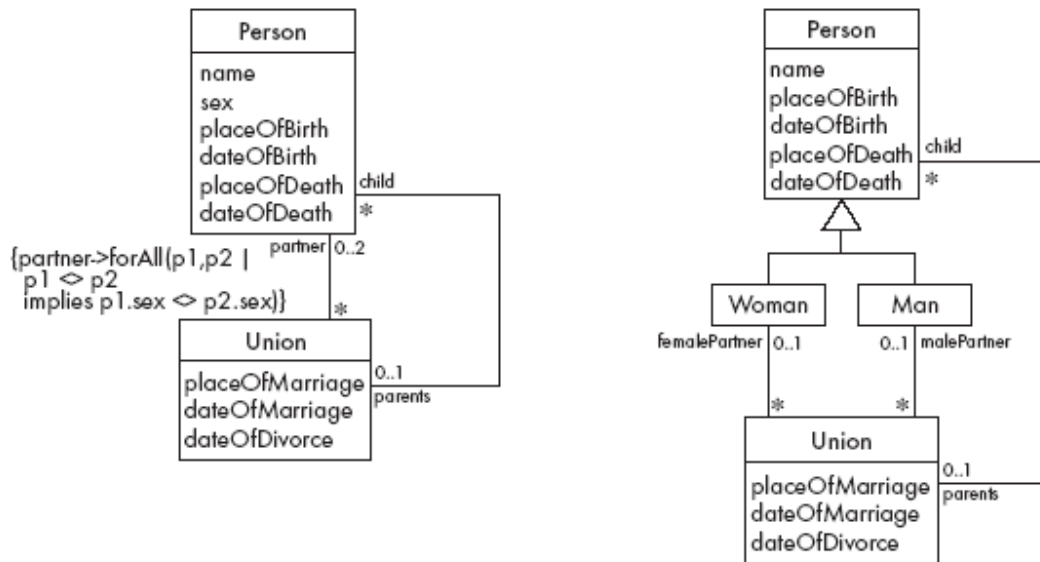 Person
name
sex
placeOfBirth
dateOfBirth
placeOfDeath
dateOfDeath
child
*
partner 0..2
{partner->forAll(p1,p2 |
p1 <> p2
implies p1.sex <> p2.sex)}
*
Union
placeOfMarriage
dateOfMarriage
dateOfDivorce
0..1
parents
Person
name
placeOfBirth
dateOfBirth
placeOfDeath
dateOfDeath
child
*
Woman
Man
femalePartner 0..1
0..1 malePartner
* *
Union
placeOfMarriage
dateOfMarriage
dateOfDivorce
0..1
parents